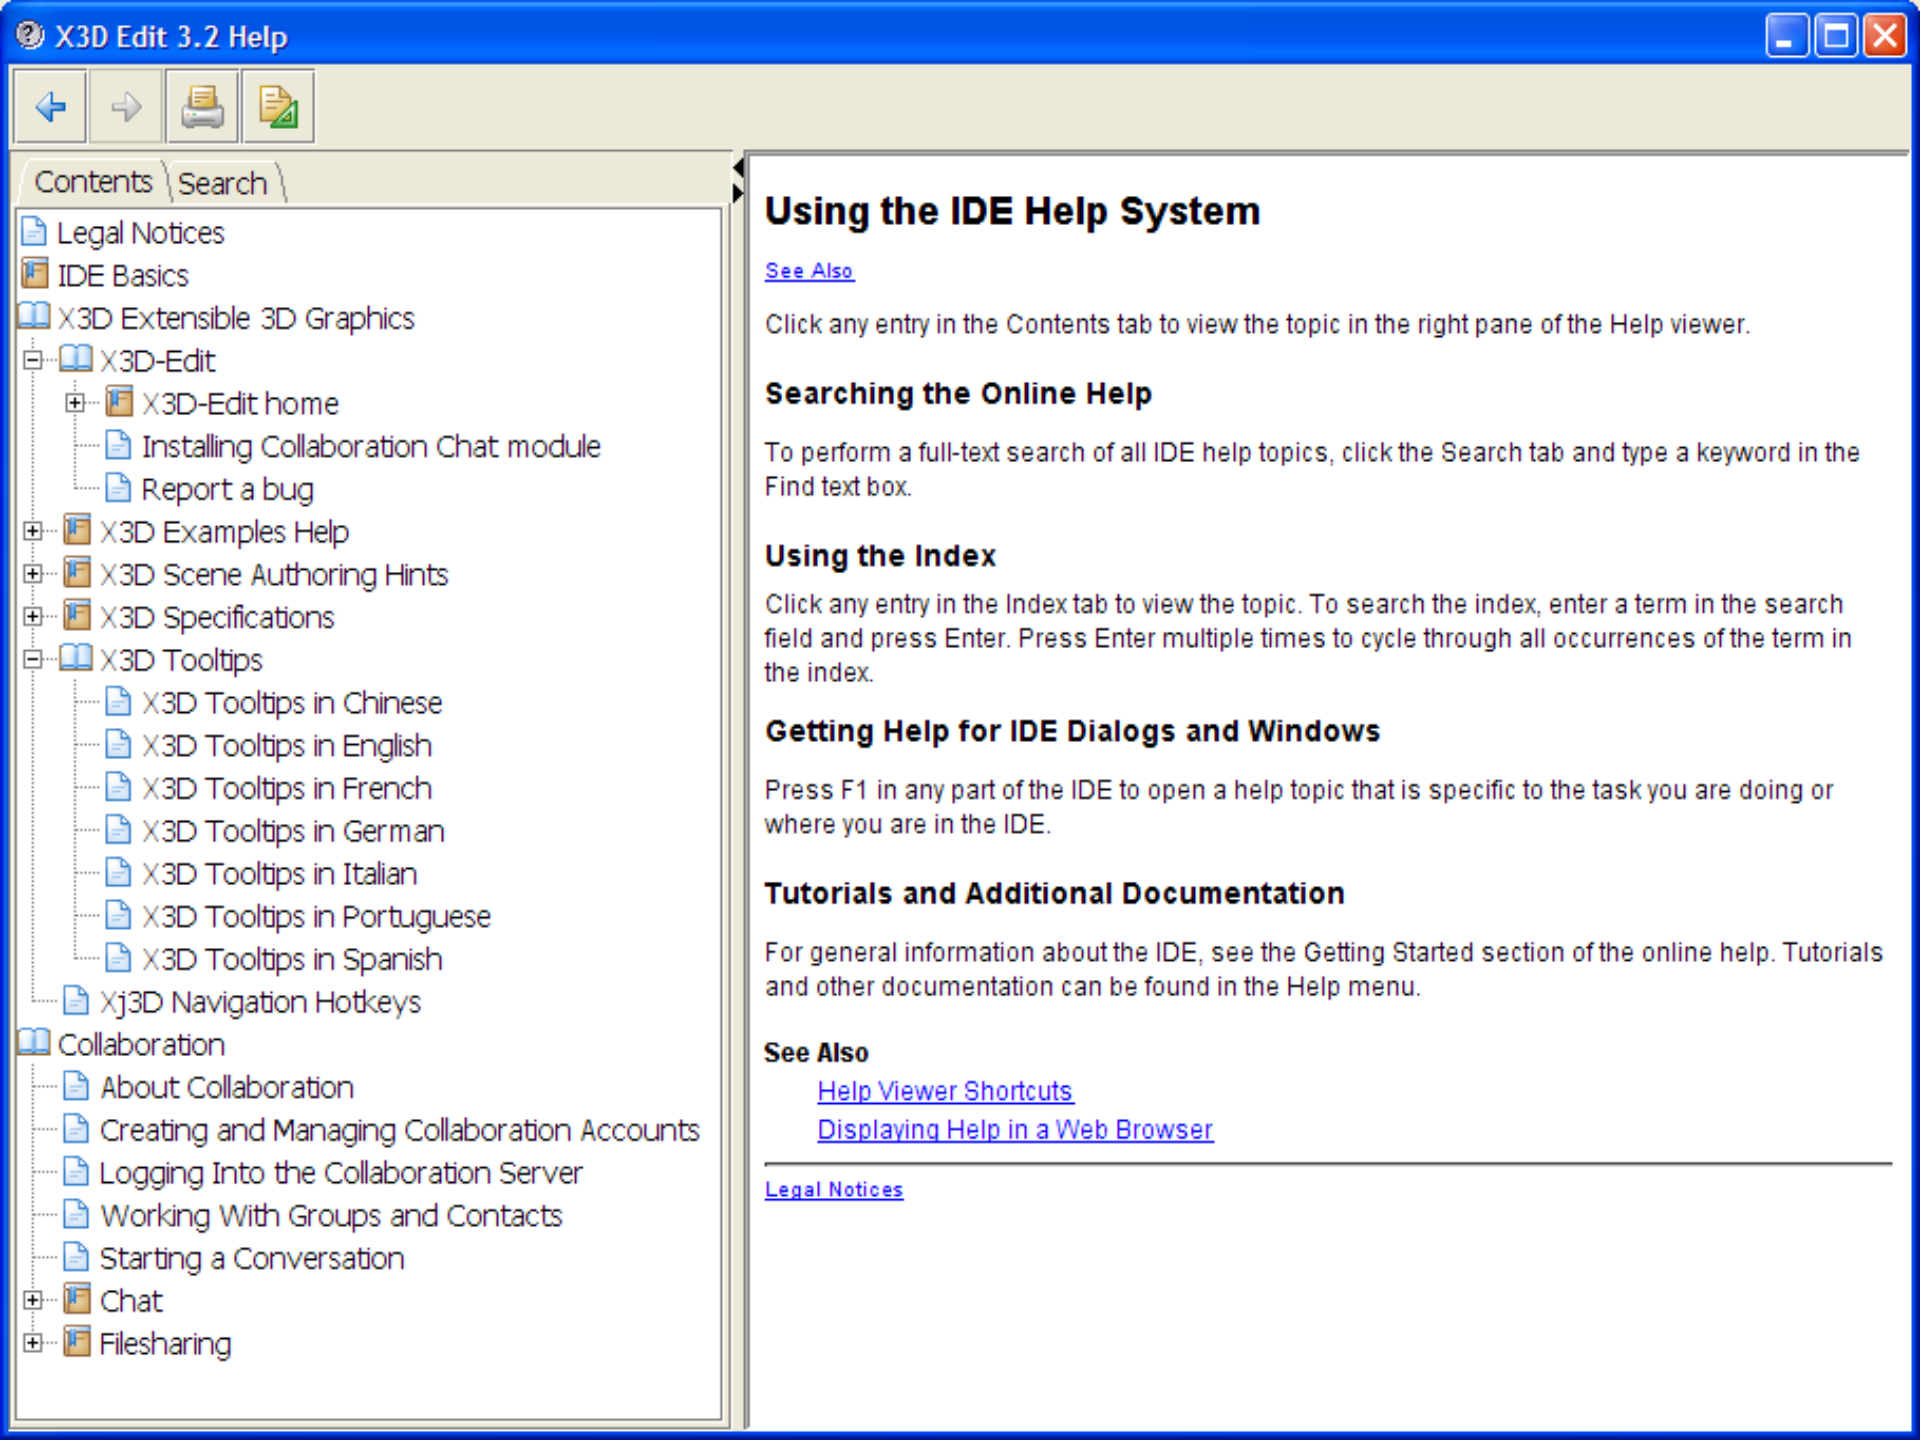 X3D Edit 3.2 Help
Contents
Search
Legal Notices
IDE Basics
X3D Extensible 3D Graphics
X3D-Edit
X3D-Edit home
Installing Collaboration Chat module
Report a bug
X3D Examples Help
X3D Scene Authoring Hints
X3D Specifications
X3D Tooltips
X3D Tooltips in Chinese
X3D Tooltips in English
X3D Tooltips in French
X3D Tooltips in German
X3D Tooltips in Italian
X3D Tooltips in Portuguese
X3D Tooltips in Spanish
Xj3D Navigation Hotkeys
Collaboration
About Collaboration
Creating and Managing Collaboration Accounts
Logging Into the Collaboration Server
Working With Groups and Contacts
Starting a Conversation
Chat
Filesharing
Using the IDE Help System
See Also
Click any entry in the Contents tab to view the topic in the right pane of the Help viewer.
Searching the Online Help
To perform a full-text search of all IDE help topics, click the Search tab and type a keyword in the
Find text box.
Using the Index
Click any entry in the Index tab to view the topic. To search the index, enter a term in the search
field and press Enter. Press Enter multiple times to cycle through all occurrences of the term in
the index.
Getting Help for IDE Dialogs and Windows
Press F1 in any part of the IDE to open a help topic that is specific to the task you are doing or
where you are in the IDE.
Tutorials and Additional Documentation
For general information about the IDE, see the Getting Started section of the online help. Tutorials
and other documentation can be found in the Help menu.
See Also
Help Viewer Shortcuts
Displaying Help in a Web Browser
Legal Notices